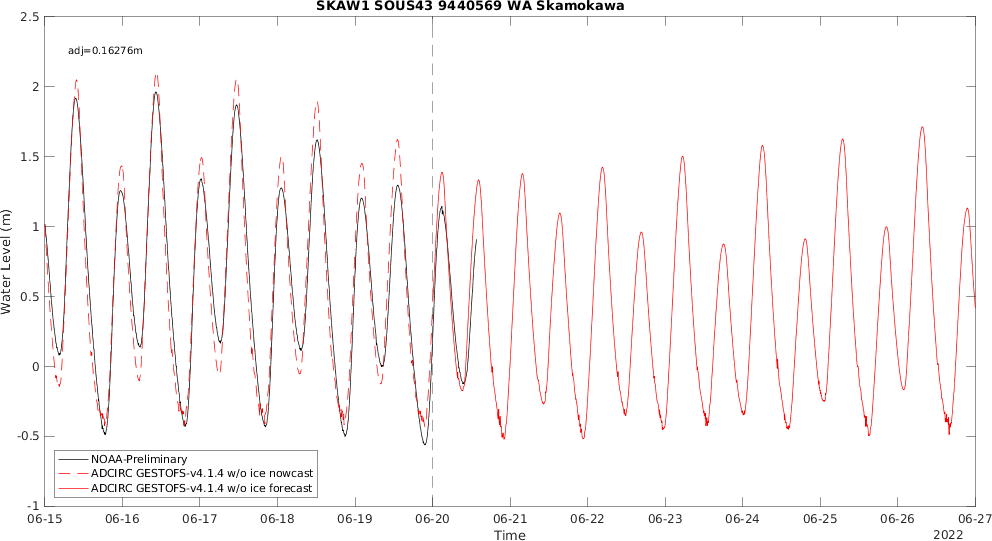 SKAW1 SOUS43 9440569 WA Skamokawa
adj=0.16276m
2.5
2
1.5
1
0.5
0
-0.5
-1
Water Level (m)
NOAA-Preliminary
ADCIRC GESTOFS-v4.1.4 w/o ice nowcast
ADCIRC GESTOFS-v4.1.4 w/o ice forecast
06-15 06-16 06-17 06-18 06-19 06-20 06-21 06-22 06-23 06-24 06-25 06-26 06-27
Time
2022